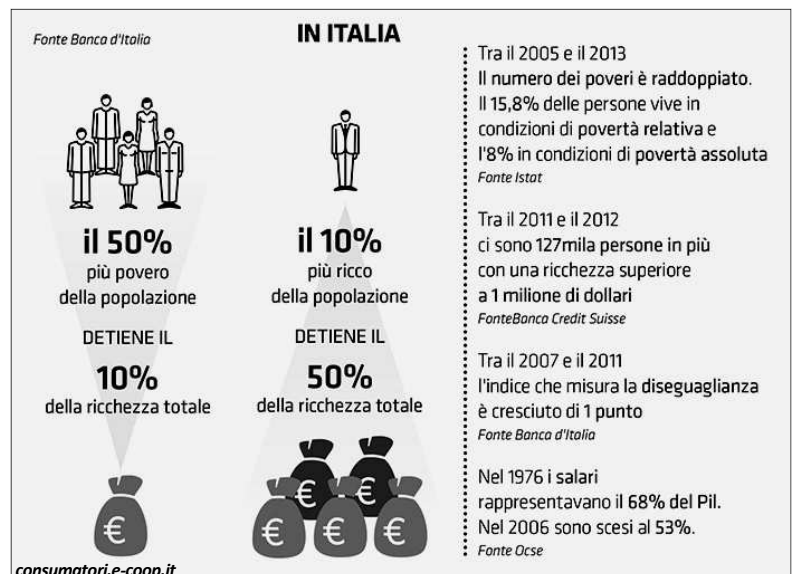 Fonte Banca d'Italia
IN ITALIA
il 50%
più povero
della popolazione
DETIENE IL
10%
della ricchezza totale
€
il 10%
più ricco
della popolazione
DETIENE IL
50%
della ricchezza totale
€ €
€ € €
Tra il 2005 e il 2013
Il numero dei poveri è raddoppiato.
Il 15,8% delle persone vive in
condizioni di povertà relativa e
l'8% in condizioni di povertà assoluta
Fonte Istat
Tra il 2011 e il 2012
ci sono 127mila persone in più
con una ricchezza superiore
a 1 milione di dollari
FonteBanca Credit Suisse
Tra il 2007 e il 2011
l'indice che misura la diseguaglianza
è cresciuto di 1 punto
Fonte Banca d'Italia
Nel 1976 i salari
rappresentavano il 68% del Pil.
Nel 2006 sono scesi al 53%.
Fonte Ocse
consumatori.e-coop.it